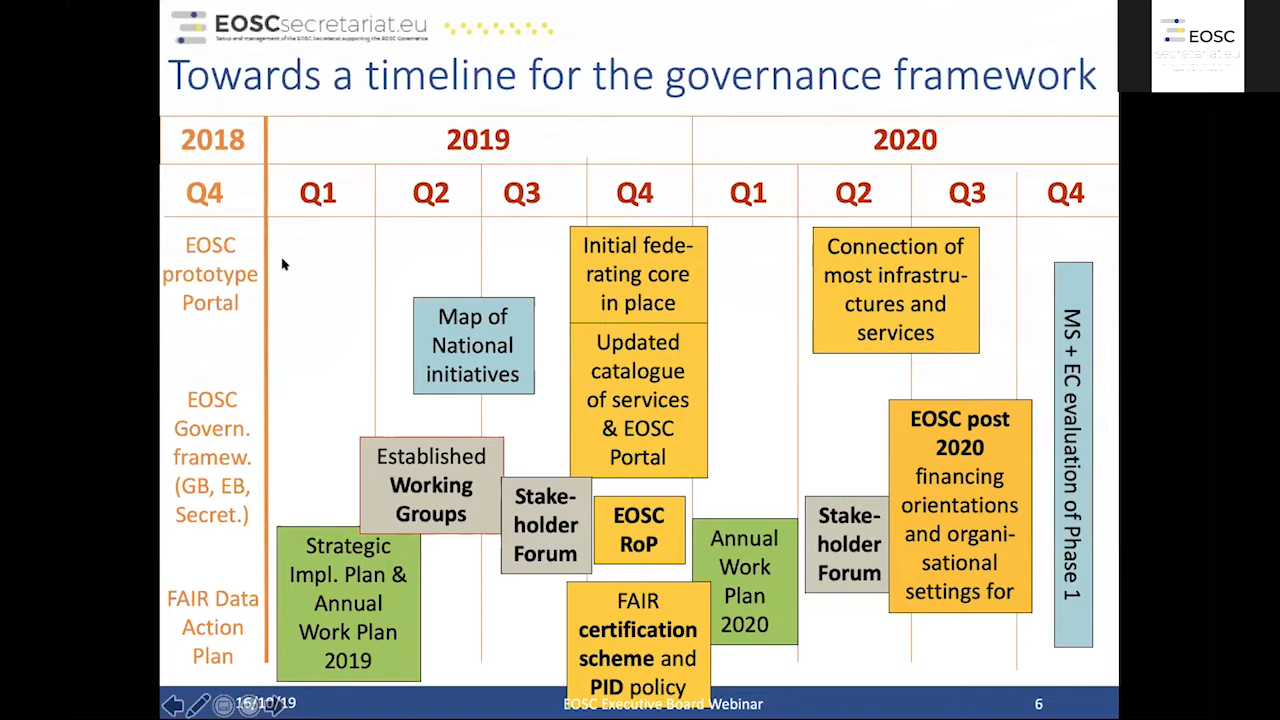 EOSCsecretariat.eu
Setup and management of the EOSC Secretariat supporting the EOSC Governance
EOSC
secretariat.eu
Towards a timeline for the governance framework
2018
2019
2020
Q4
Q1
Q2
Q3
Q4
Q1
Q2
Q3
Q4
EOSC
prototype
Portal
EOSC
Govern.
framew.
(GB, EB,
Secret.)
FAIR Data
Action
Plan
Strategic
Impl. Plan &
Annual
Work Plan
2019
Established
Working
Groups
Map of
National
initiatives
Stake-
holder
Forum
Initial fede-
rating core
in place
Updated
catalogue
of services
& EOSC
Portal
EOSC
RoP
FAIR
certification
scheme and
PID policy
Annual
Work
Plan
2020
Connection of
most infrastru-
ctures and
services
Stake-
holder
Forum
EOSC post
2020
financing
orientations
and organi-
sational
settings for
MS + EC evaluation of Phase 1
16/10/19
EOSC Executive Board Webinar
6